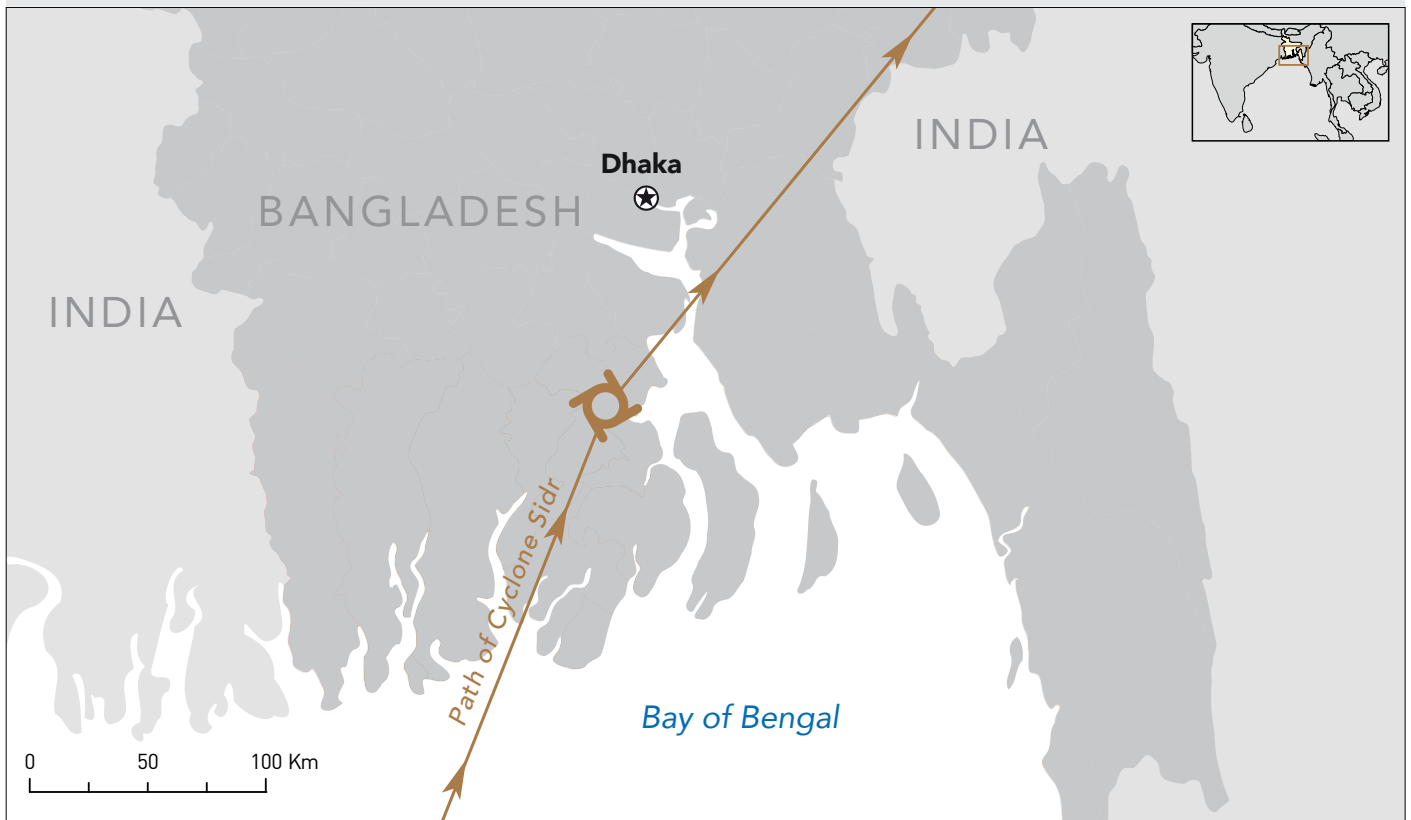 INDIA
Dhaka
BANGLADESH
INDIA
Path of Cyclone Sidr
Bay of Bengal
0 50 100 Km